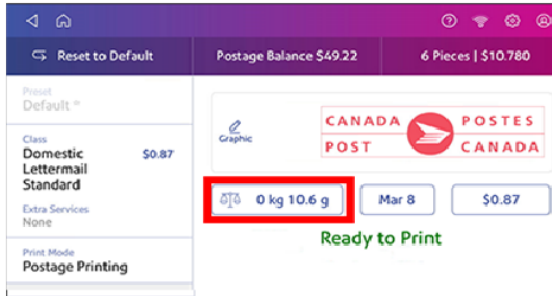 Reset to Default
Postage Balance $49.22
6 Pieces | $10.780
Preset
Default *
Class
Domestic $0.87
Lettermail
Standard
Extra Services
None
Print Mode
Postage Printing
Graphic
CANADA POSTES
POST CANADA
0 kg 10.6 g
Mar 8
$0.87
Ready to Print